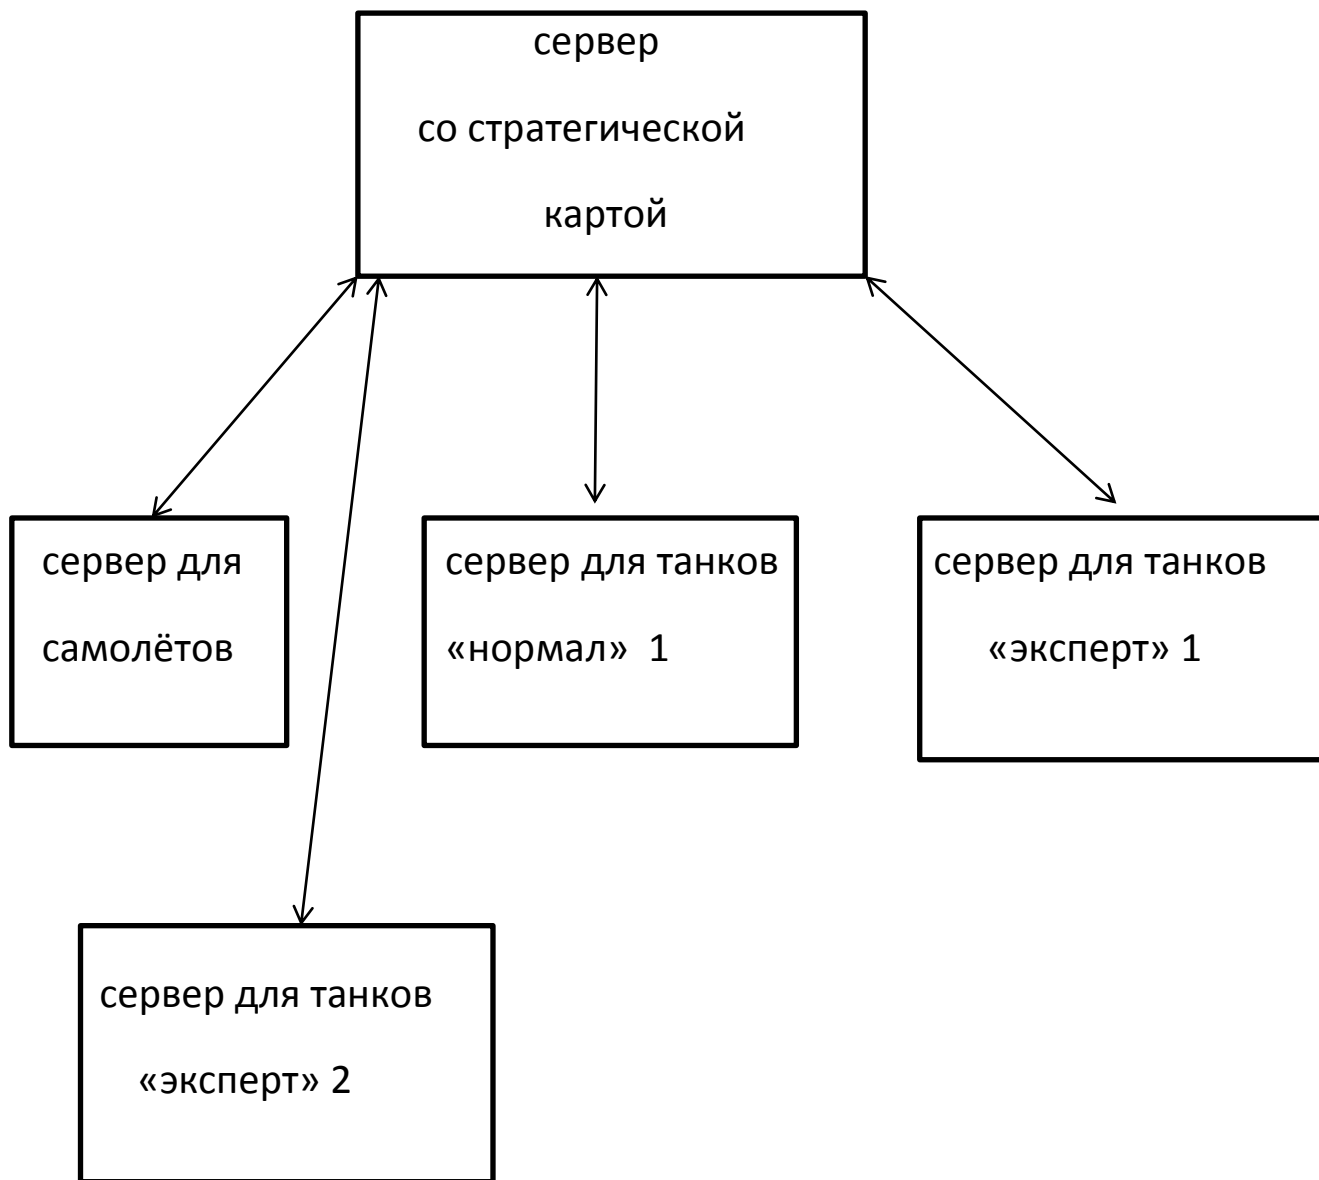 сервер
со стратегической
картой
сервер для
самолётов
сервер для танков
«нормал» 1
сервер для танков
«эксперт» 1
сервер для танков
«эксперт» 2